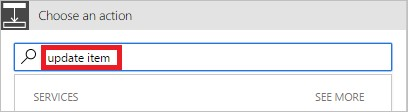 Choose an action
update item
SERVICES SEE MORE